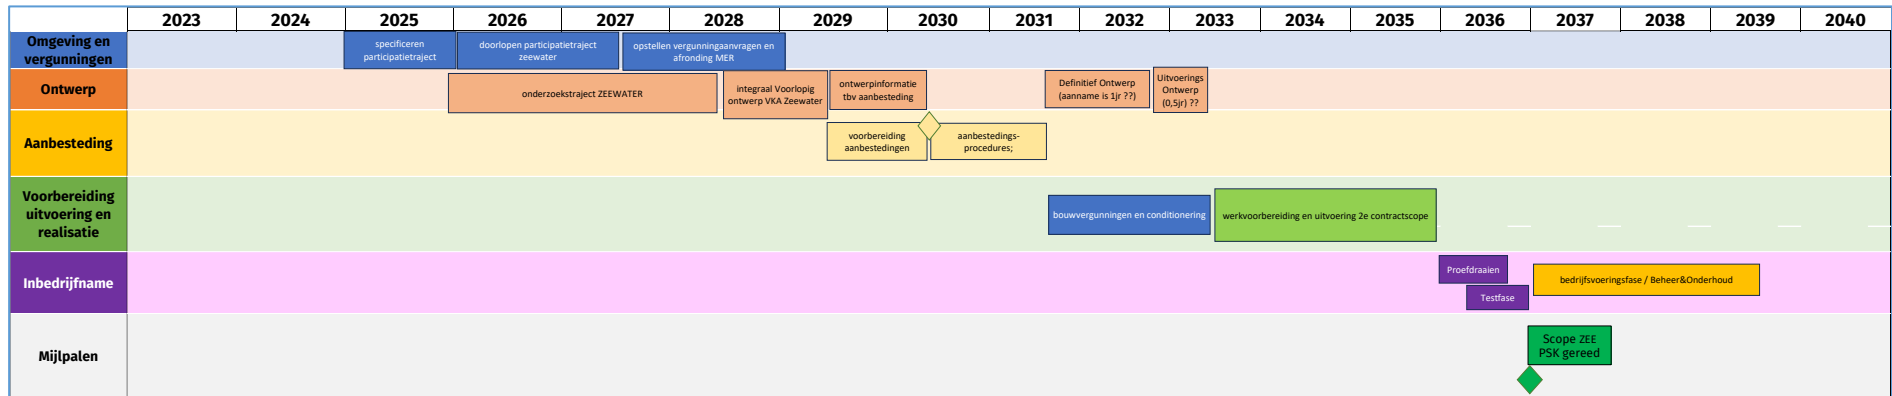 2023 2024 2025 2026 2027 2028 2029 2030 2031 2032 2033 2034 2035 2036 2037 2038 2039 2040
Omgeving en
vergunningen
specificeren
participatietraject
doorlopen participatietraject
zeewater
opstellen vergunningaanvragen en
afronding MER
Ontwerp
onderzoekstraject ZEEWATER
integraal Voorlopig
ontwerp VKA Zeewater
ontwerpinformatie
tbv aanbesteding
Definitief Ontwerp
(aanname is 1jr ??)
Uitvoerings
Ontwerp
(0,5jr) ??
Aanbesteding
voorbereiding
aanbestedingen
aanbestedings-
procedures;
Voorbereiding
uitvoering en
realisatie
bouwvergunningen en conditionering
werkvoorbereiding en uitvoering 2e contractscope
Inbedrijfname
Proefdraaien
Testfase
bedrijfsvoeringsfase / Beheer&Onderhoud
Mijlpalen
Scope ZEE
PSK gereed